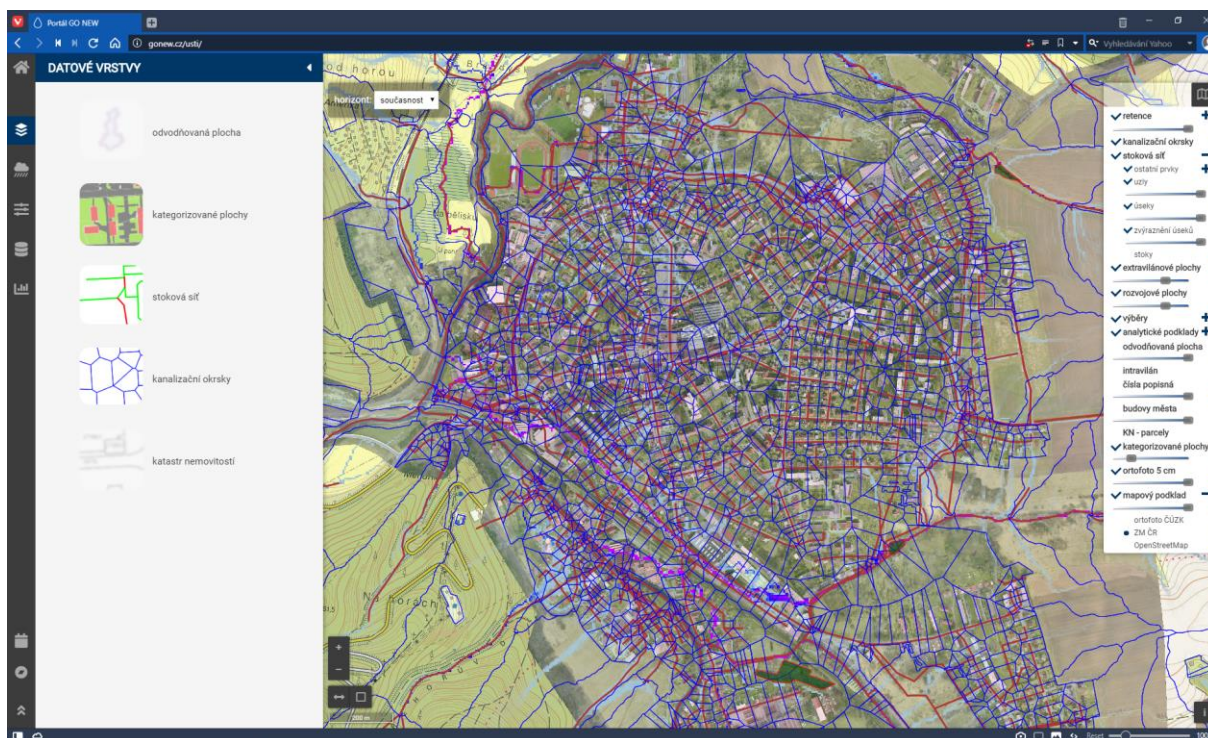 Portál GO NEW
gonew.cz/usti/
Vyhledávání Yahoo
DATOVÉ VRSTVY
odvodňovaná plocha
kategorizované plochy
stoková síť
kanalizační okrsky
katastr nemovitostí
od horou
horizont: současnost
Na horách
200 m
retence
kanalizační okrsky
stoková síť
ostatní prvky
uzly
úseky
zvýraznění úseků
stoky
extravilánové plochy
rozvojové plochy
výběry
analytické podklady
odvodňovaná plocha
intravilán
čísla popisná
budovy města
KN - parcely
kategorizované plochy
ortofoto 5 cm
mapový podklad
ortofoto ČÚZK
ZM ČR
OpenStreetMap
Reset